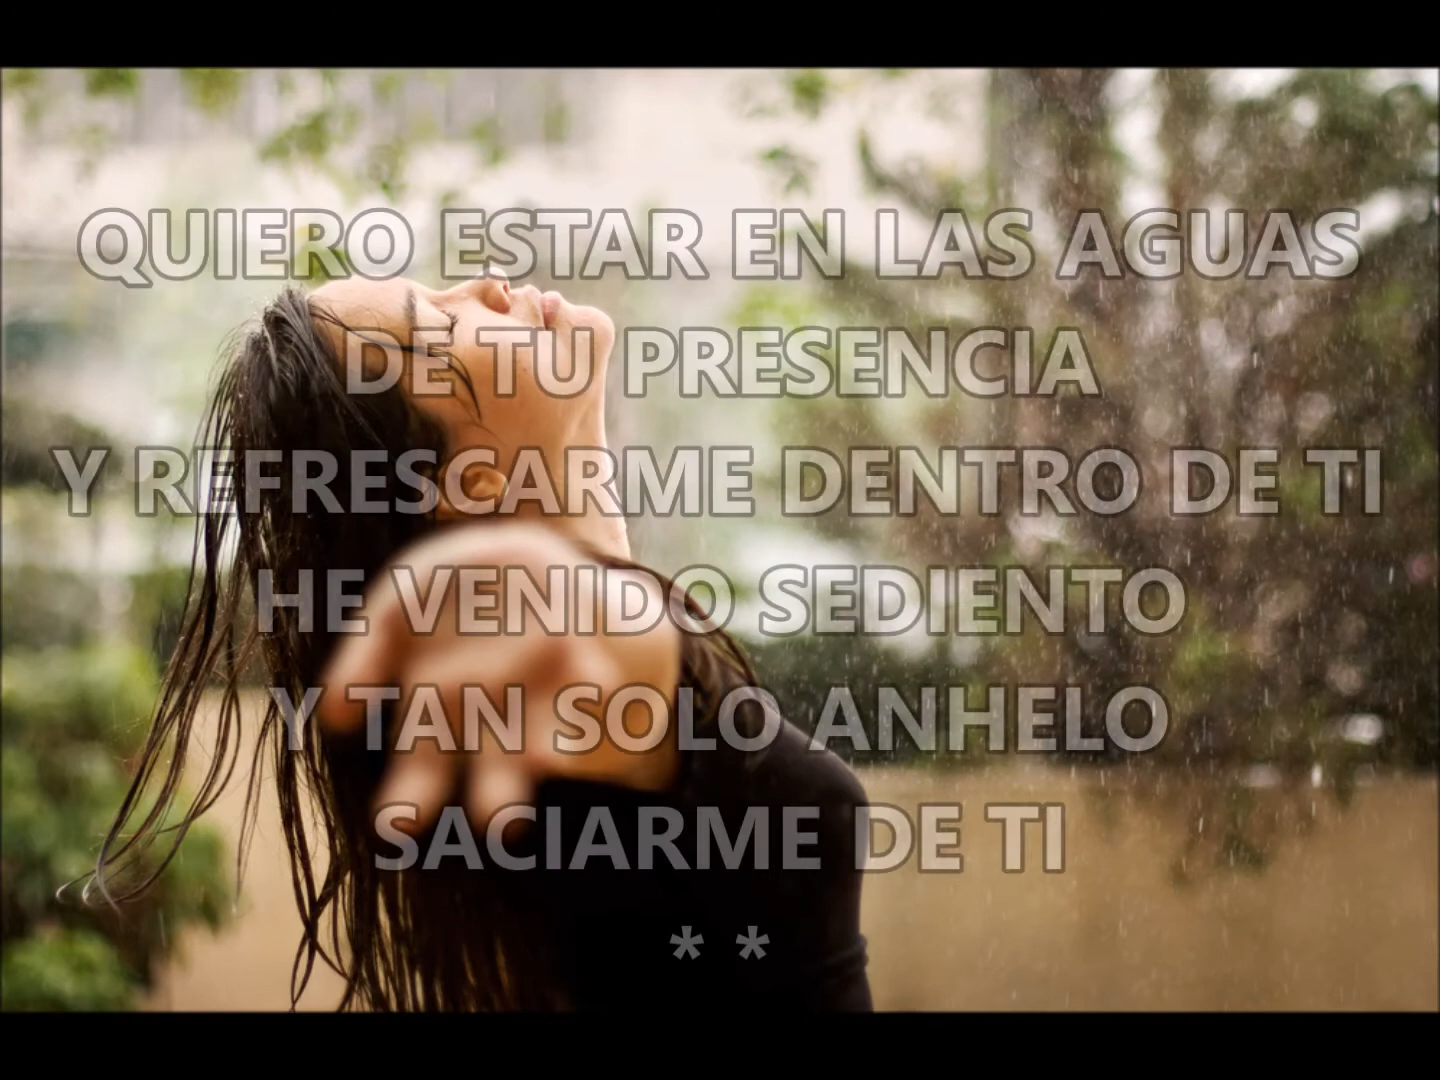 QUIERO ESTAR EN LAS AGUAS
DE TU PRESENCIA
Y REFRESCARME DENTRO DE TI
HE VENIDO SEDIENTO
Y TAN SOLO ANHELO
SACIARME DE TI
* *